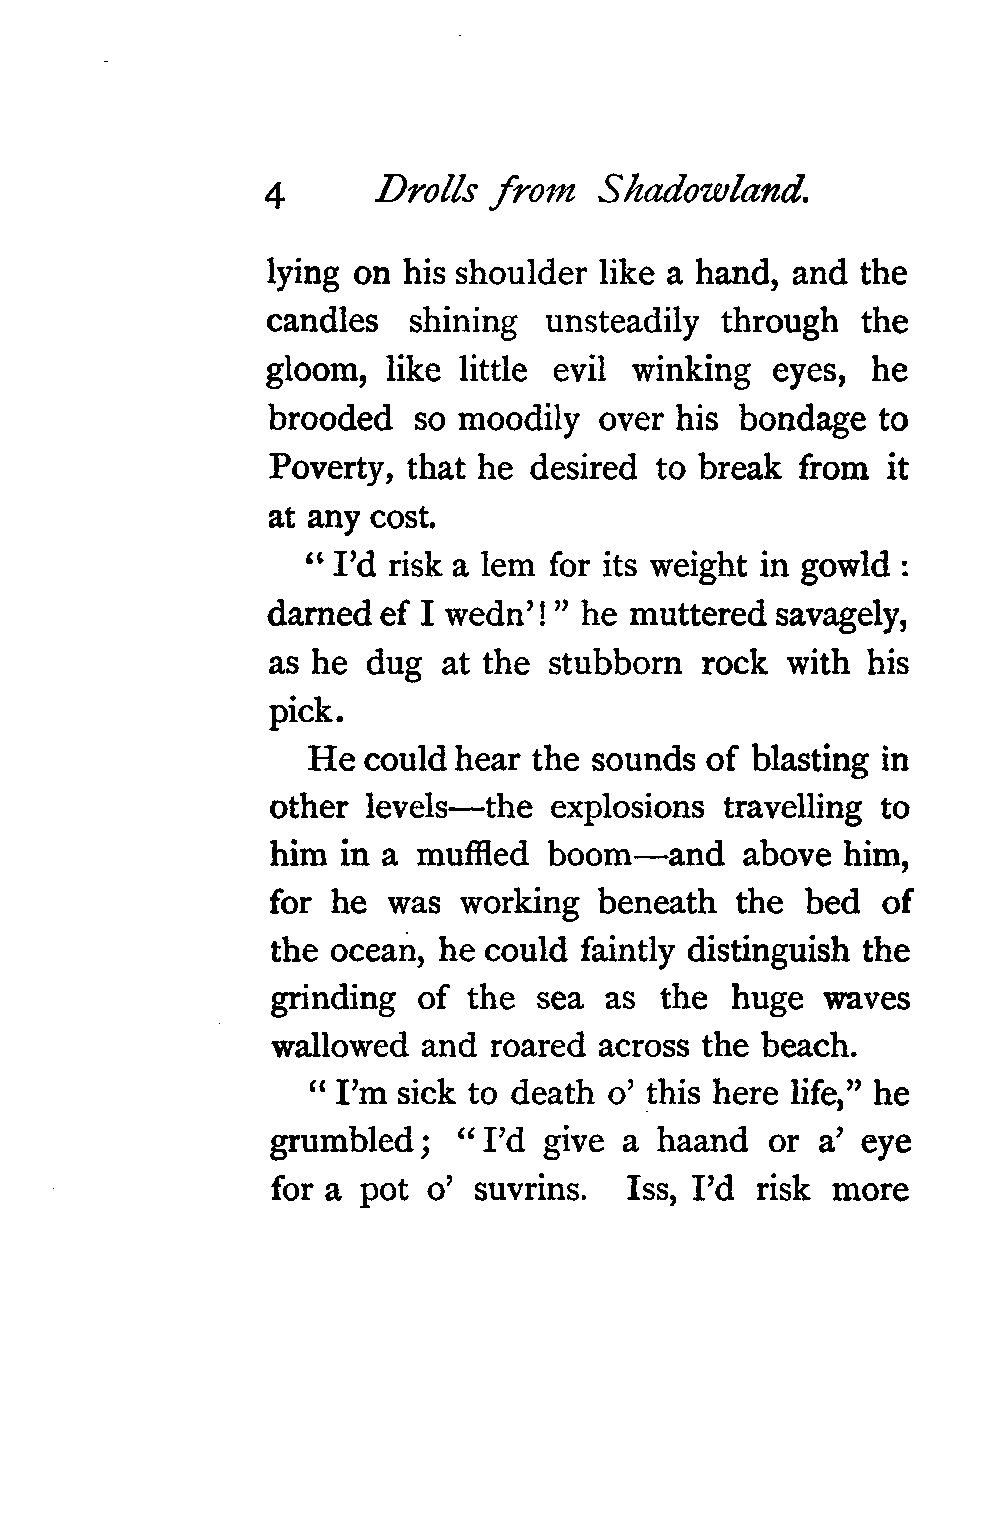 4 Drolls from Shadowland.
lying on his shoulder like a hand, and the
candles shining unsteadily through the
gloom, like little evil winking eyes, he
brooded so moodily over his bondage to
Poverty, that he desired to break from it
at any cost.
“ I’d risk a lem for its weight in gowld :
darned ef I wedn’! ” he muttered savagely,
as he dug at the stubborn rock with his
pick.
He could hear the sounds of blasting in
other levels—the explosions travelling to
him in a muffled boom—and above him,
for he was working beneath the bed of
the ocean, he could faintly distinguish the
grinding of the sea as the huge waves
wallowed and roared across the beach.
“ I’m sick to death o’ this here life,” he
grumbled ; “ I’d give a haand or a’ eye
for a pot o’ suvrins. Iss, I’d risk more